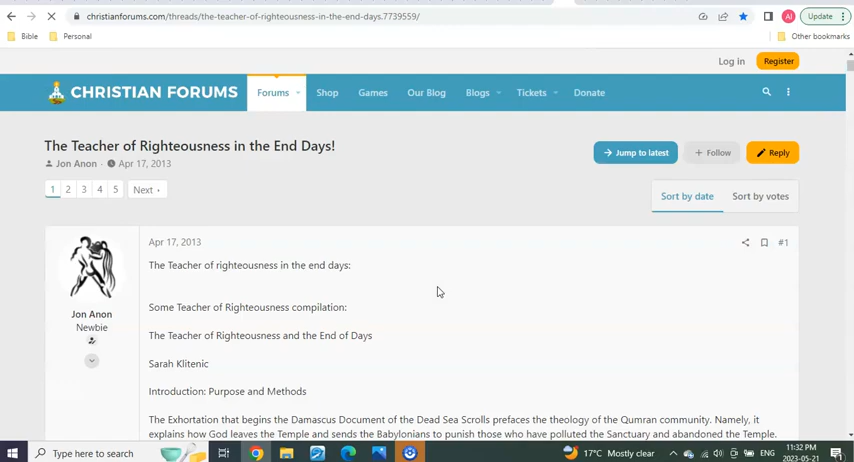 christianforums.com/threads/the-teacher-of-righteousness-in-the-end-days.7739559/
AI
Update
Bible
Personal
Other bookmarks
Log in
Register
CHRISTIAN FORUMS
Forums
Shop
Games
Our Blog
Blogs
Tickets
Donate
The Teacher of Righteousness in the End Days!
Jon Anon · Apr 17, 2013
Jump to latest
+ Follow
Reply
1 2 3 4 5 Next
Sort by date
Sort by votes
Apr 17, 2013
#1
The Teacher of righteousness in the end days:
Some Teacher of Righteousness compilation:
Jon Anon
Newbie
The Teacher of Righteousness and the End of Days
Sarah Klitenic
Introduction: Purpose and Methods
The Exhortation that begins the Damascus Document of the Dead Sea Scrolls prefaces the theology of the Qumran community. Namely, it
explains how God leaves the Temple and sends the Babylonians to punish those who have polluted the Sanctuary and abandoned the Temple.
Type here to search
17°C Mostly clear
ENG
11:32 PM
2023-05-21